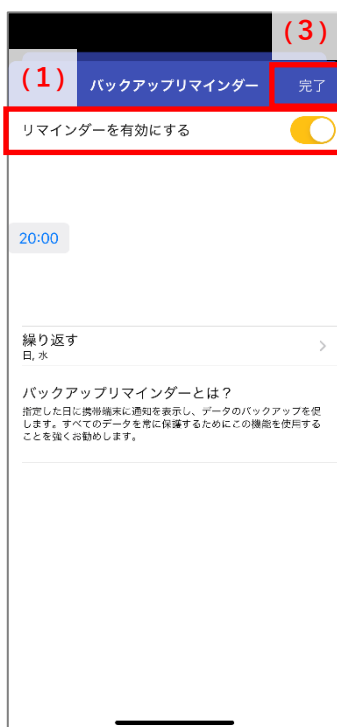 (3)
(1)
バックアップリマインダー 完了
リマインダーを有効にする
20:00
繰り返す
日, 水
バックアップリマインダーとは？
指定した日に携帯端末に通知を表示し、データのバックアップを促
します。すべてのデータを常に保護するためにこの機能を使用する
ことを強くお勧めします。